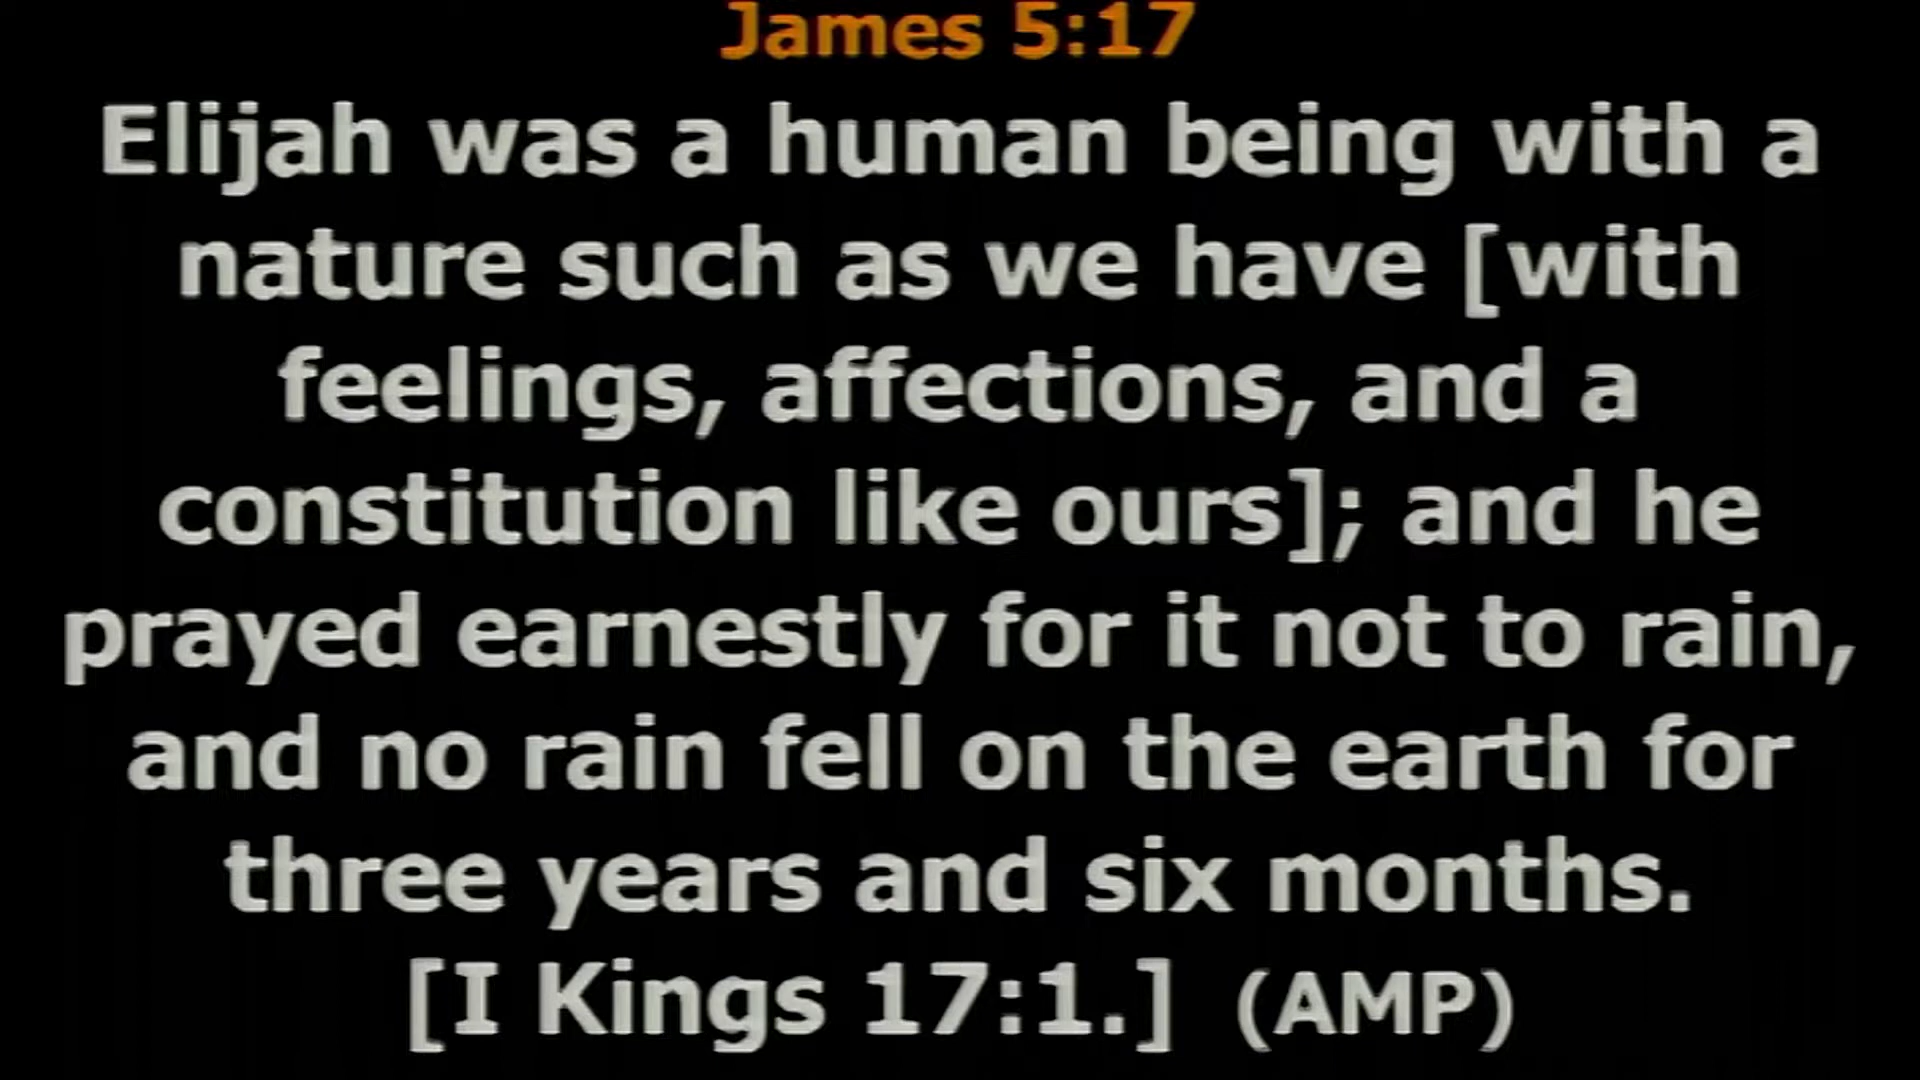 James 5:17
Elijah was a human being with a
nature such as we have [with
feelings, affections, and a
constitution like ours]; and he
prayed earnestly for it not to rain,
and no rain fell on the earth for
three years and six months.
[I Kings 17:1.] (AMP)